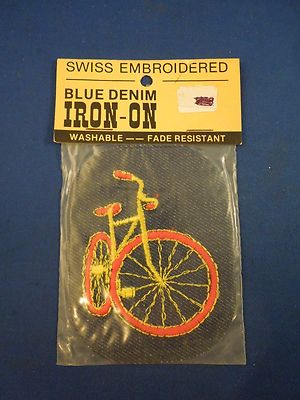 SWISS EMBROIDERED
BLUE DENIM
IRON-ON
WASHABLE —— FADE RESISTANT